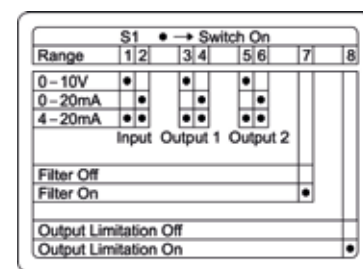 S1 ● → Switch On
Range 1 2 3 4 5 6 7 8
0–10V ● ● ●
0–20mA ● ● ●
4–20mA ● ● ● ● ● ●
Input Output 1 Output 2
Filter Off
Filter On ●
Output Limitation Off
Output Limitation On ●